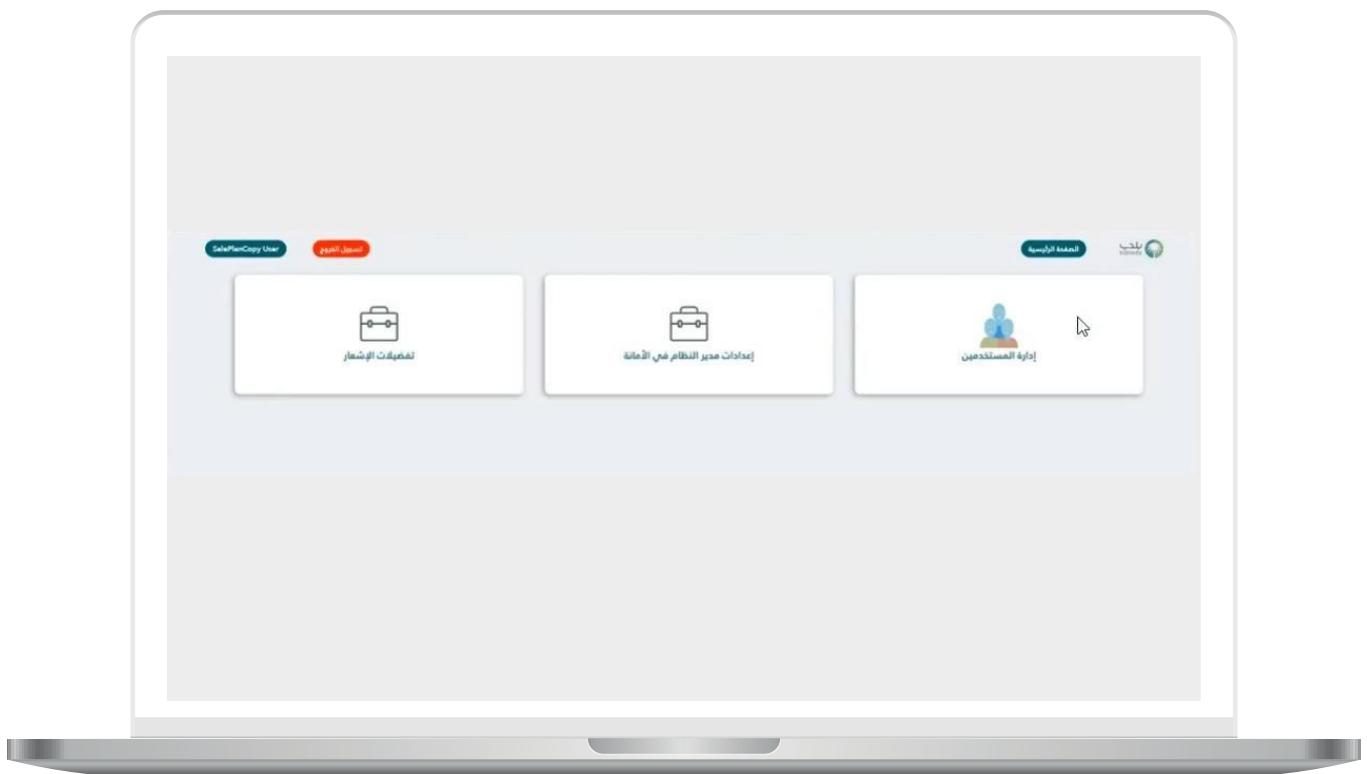 بلدي
الصفحة الرئيسية
تسجيل الخروج
SalePlanCopy User
إدارة المستخدمين
إعدادات مدير النظام في الأمانة
تفضيلات الإشعار